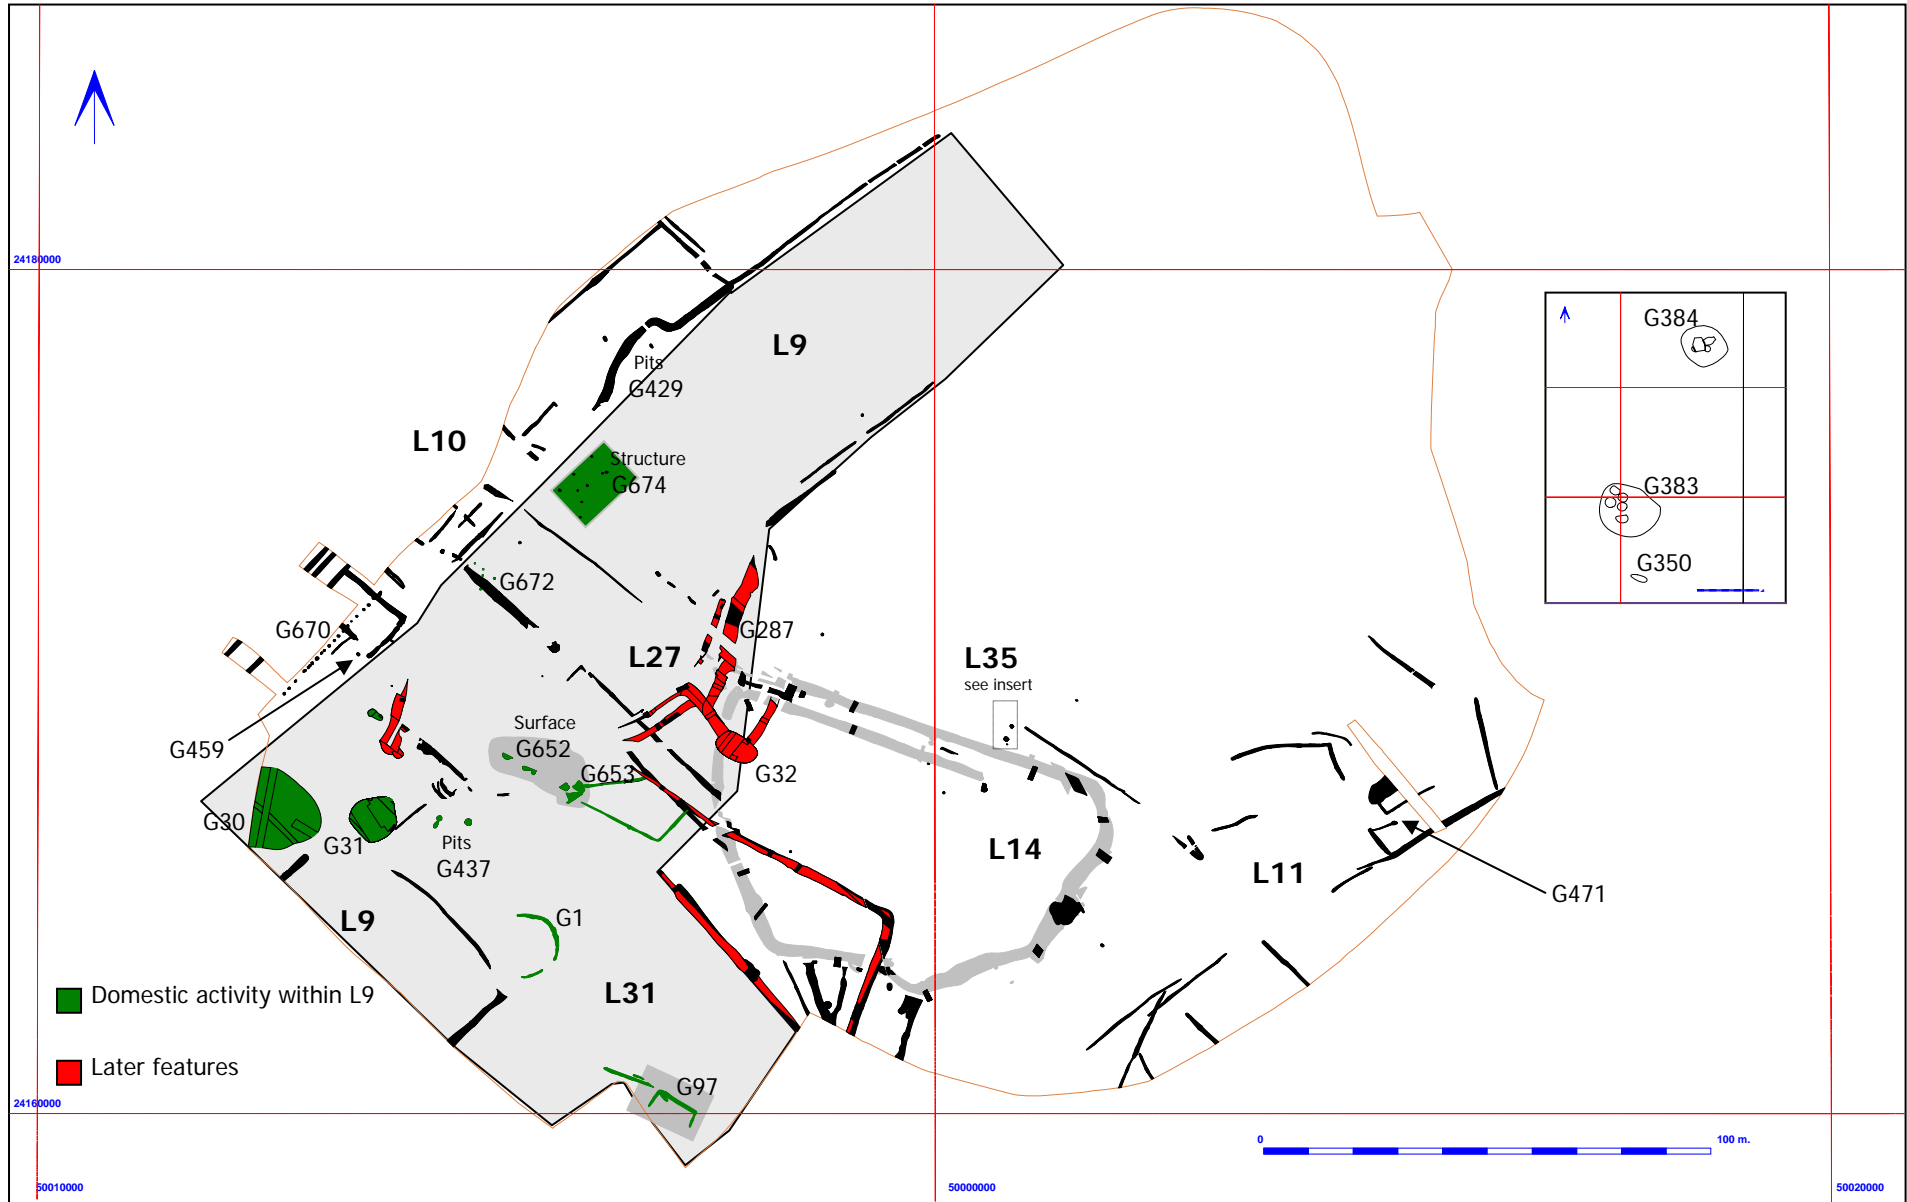 24180000
G384
L9
Pits
G429
L10
Structure
G674
G383
G350
G672
G670
G287
L27
L35
see insert
Surface
G652
G459
G653
G32
G30
G31
Pits
G437
L14
L11
G471
L9
G1
Domestic activity within L9
L31
Later features
G97
24160000
0 100 m.
50010000
50000000
50020000